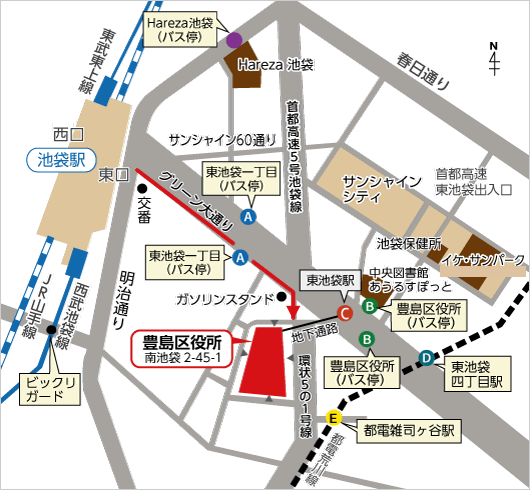 Hareza池袋
(バス停)
Hareza 池袋
N
東武東上線
春日通り
西口
池袋駅
東口
サンシャイン60通り
首都高速5号池袋線
首都高速
東池袋出入口
サンシャイン
シティ
東池袋一丁目
(バス停)
A
グリーン大通り
交番
池袋保健所
イケ・サンパーク
東池袋一丁目
(バス停)
A
明治通り
東池袋駅
中央図書館
あうるすぽっと
ガソリンスタンド
C
B
豊島区役所
(バス停)
地下通路
豊島区役所
南池袋 2-45-1
B
豊島区役所
(バス停)
D
東池袋
四丁目駅
西武池袋線
JR山手線
ビックリ
ガード
環状5の1号線
E
都電雑司ヶ谷駅
都電荒川線